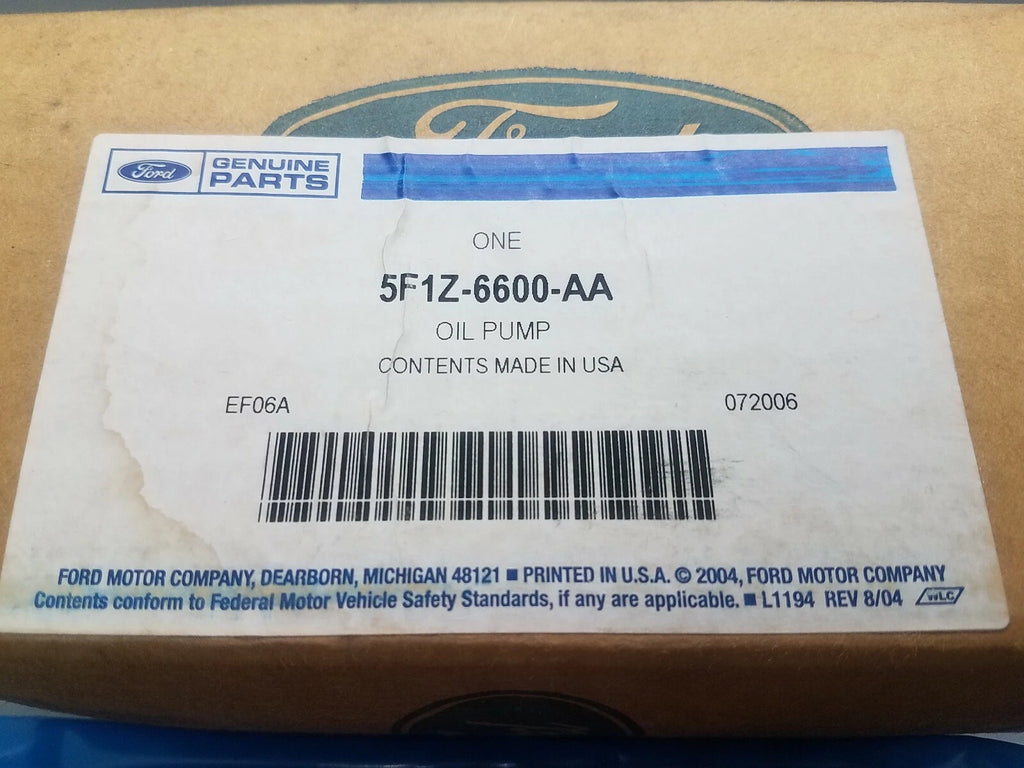 Ford
Ford
GENUINE
PARTS
ONE
5F1Z-6600-AA
OIL PUMP
CONTENTS MADE IN USA
EF06A
072006
FORD MOTOR COMPANY, DEARBORN, MICHIGAN 48121 ■ PRINTED IN U.S.A. © 2004, FORD MOTOR COMPANY
Contents conform to Federal Motor Vehicle Safety Standards, if any are applicable. ■ L1194 REV 8/04 WLC